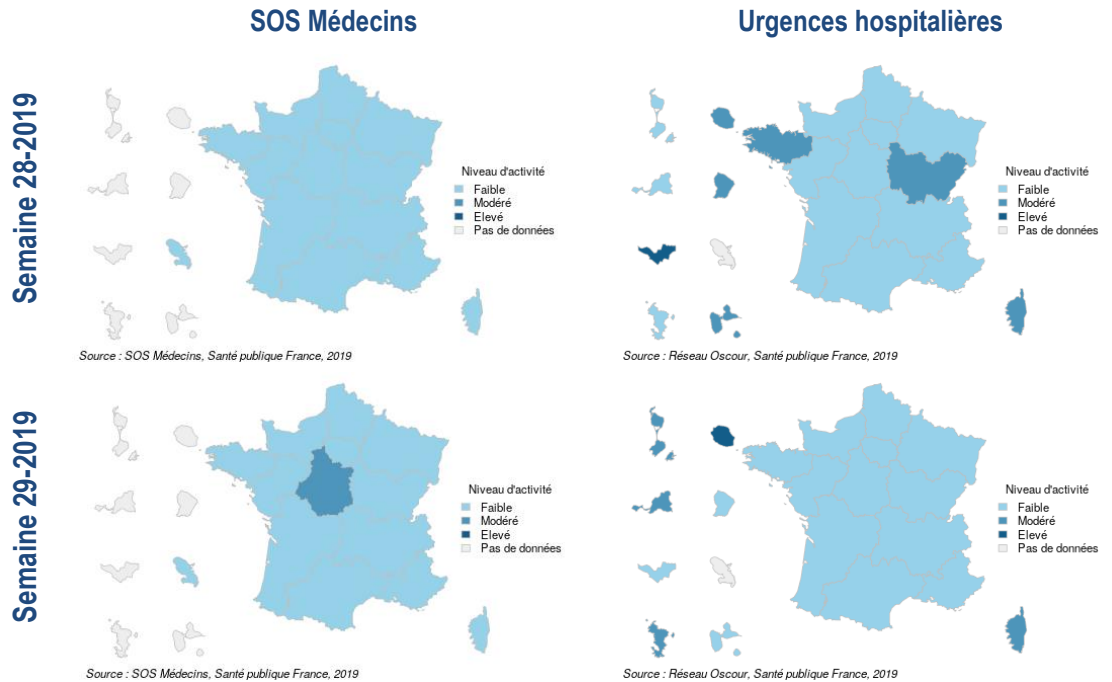 SOS Médecins
Urgences hospitalières
Semaine 28-2019
Niveau d'activité
Faible
Modéré
Elevé
Pas de données
Source : SOS Médecins, Santé publique France, 2019
Niveau d'activité
Faible
Modéré
Elevé
Pas de données
Source : Réseau Oscour, Santé publique France, 2019
Semaine 29-2019
Niveau d'activité
Faible
Modéré
Elevé
Pas de données
Source : SOS Médecins, Santé publique France, 2019
Niveau d'activité
Faible
Modéré
Elevé
Pas de données
Source : Réseau Oscour, Santé publique France, 2019